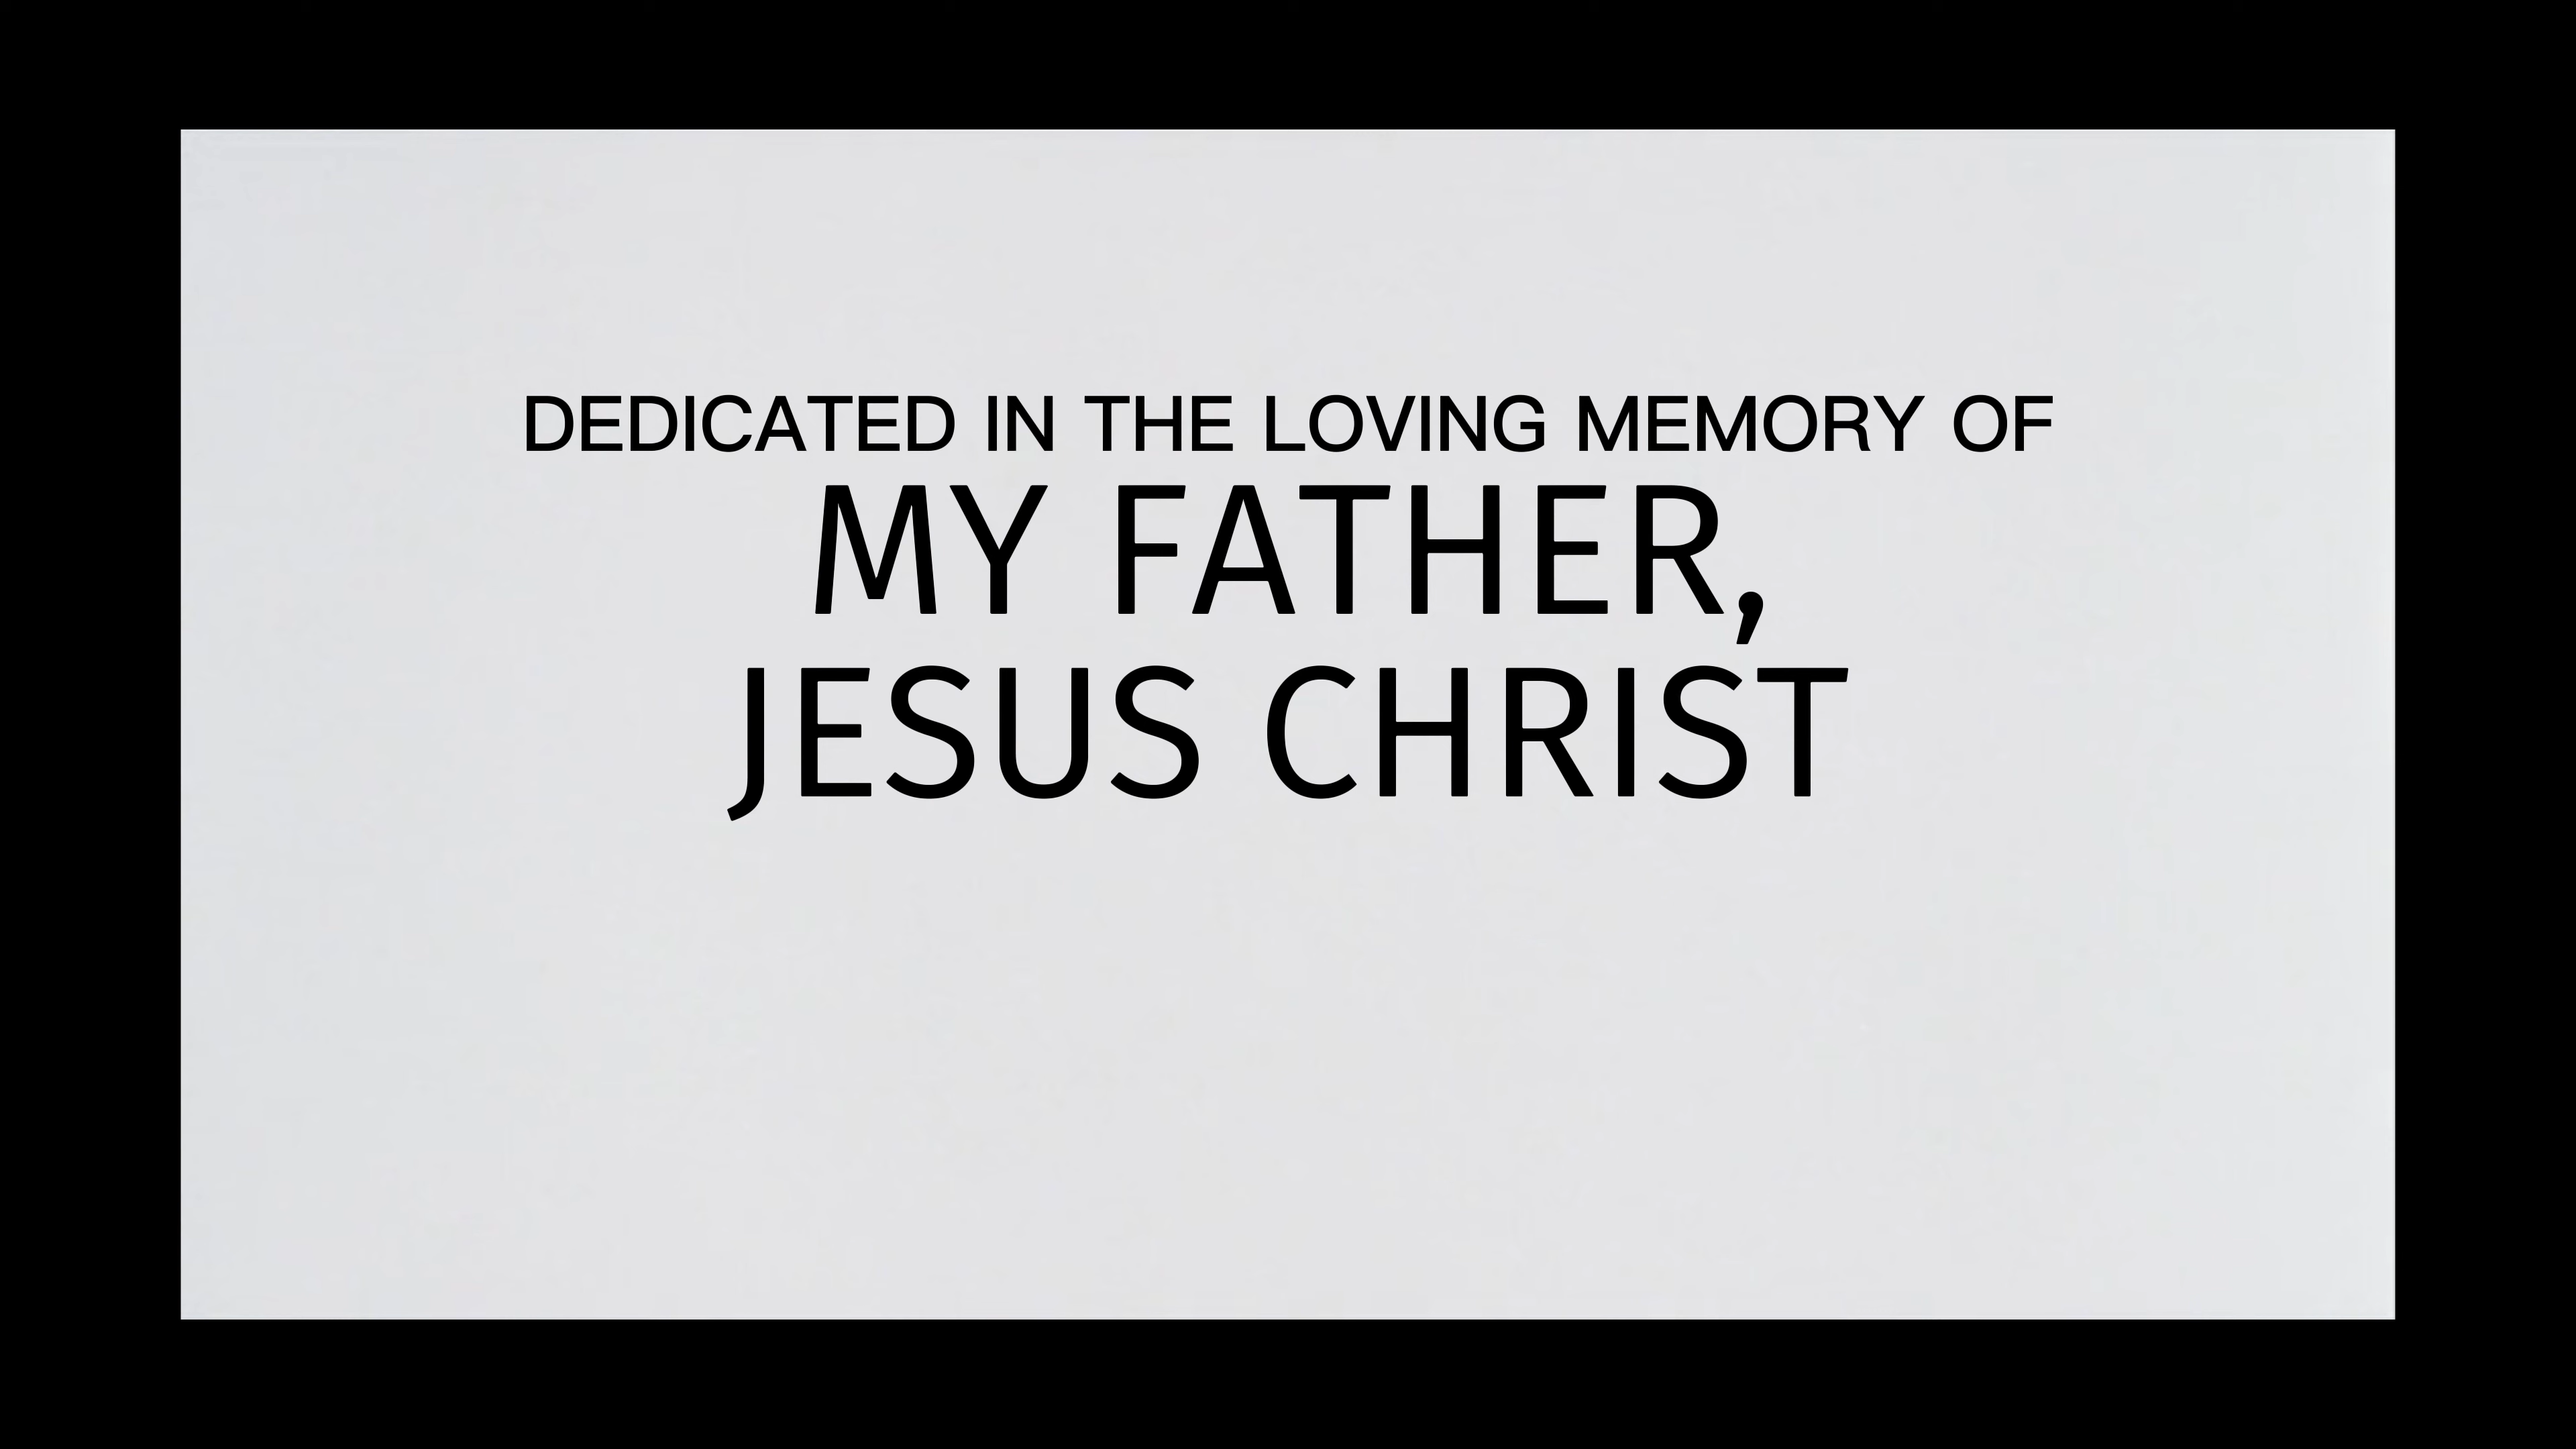 DEDICATED IN THE LOVING MEMORY OF
MY FATHER,
JESUS CHRIST